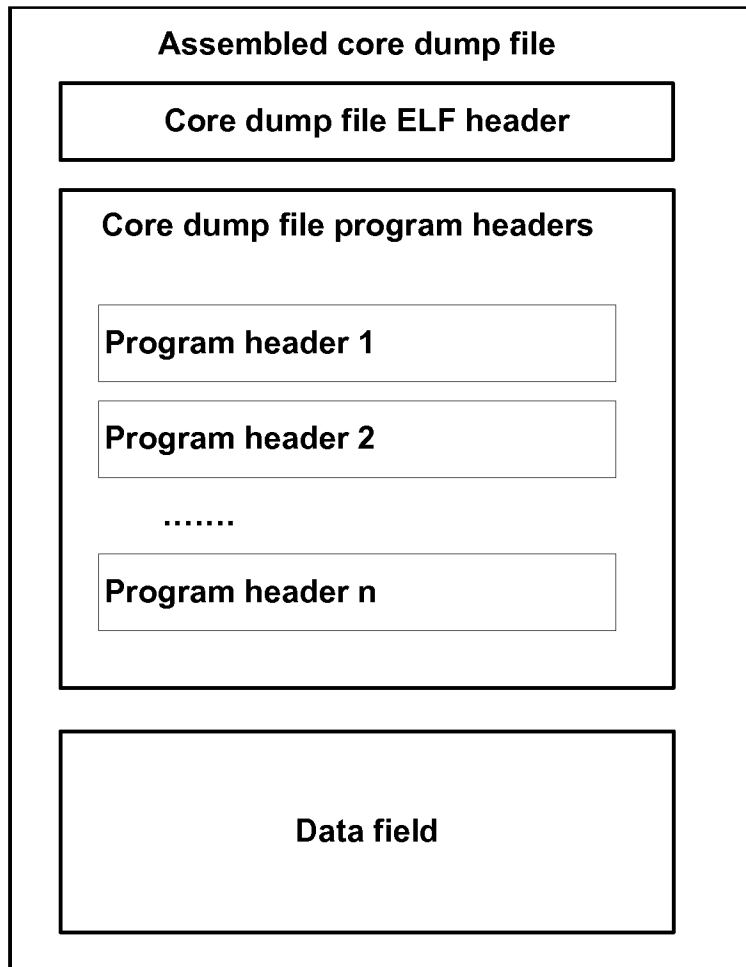 Assembled core dump file
Core dump file ELF header
Core dump file program headers
Program header 1
Program header 2
.......
Program header n
Data field